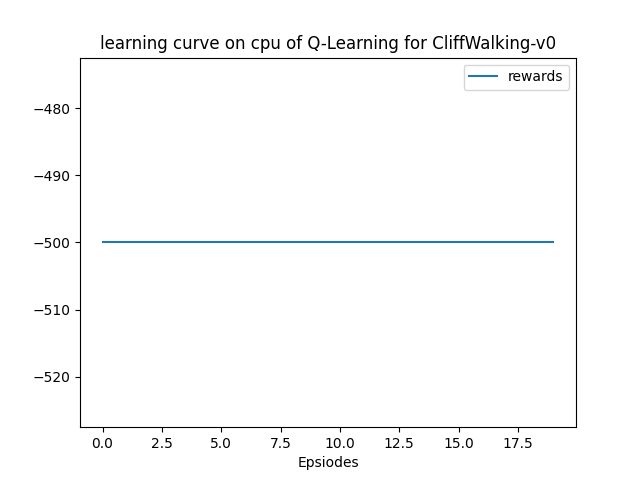 learning curve on cpu of Q-Learning for CliffWalking-v0
rewards
−480
−490
−500
−510
−520
0.0 2.5 5.0 7.5 10.0 12.5 15.0 17.5
Epsiodes